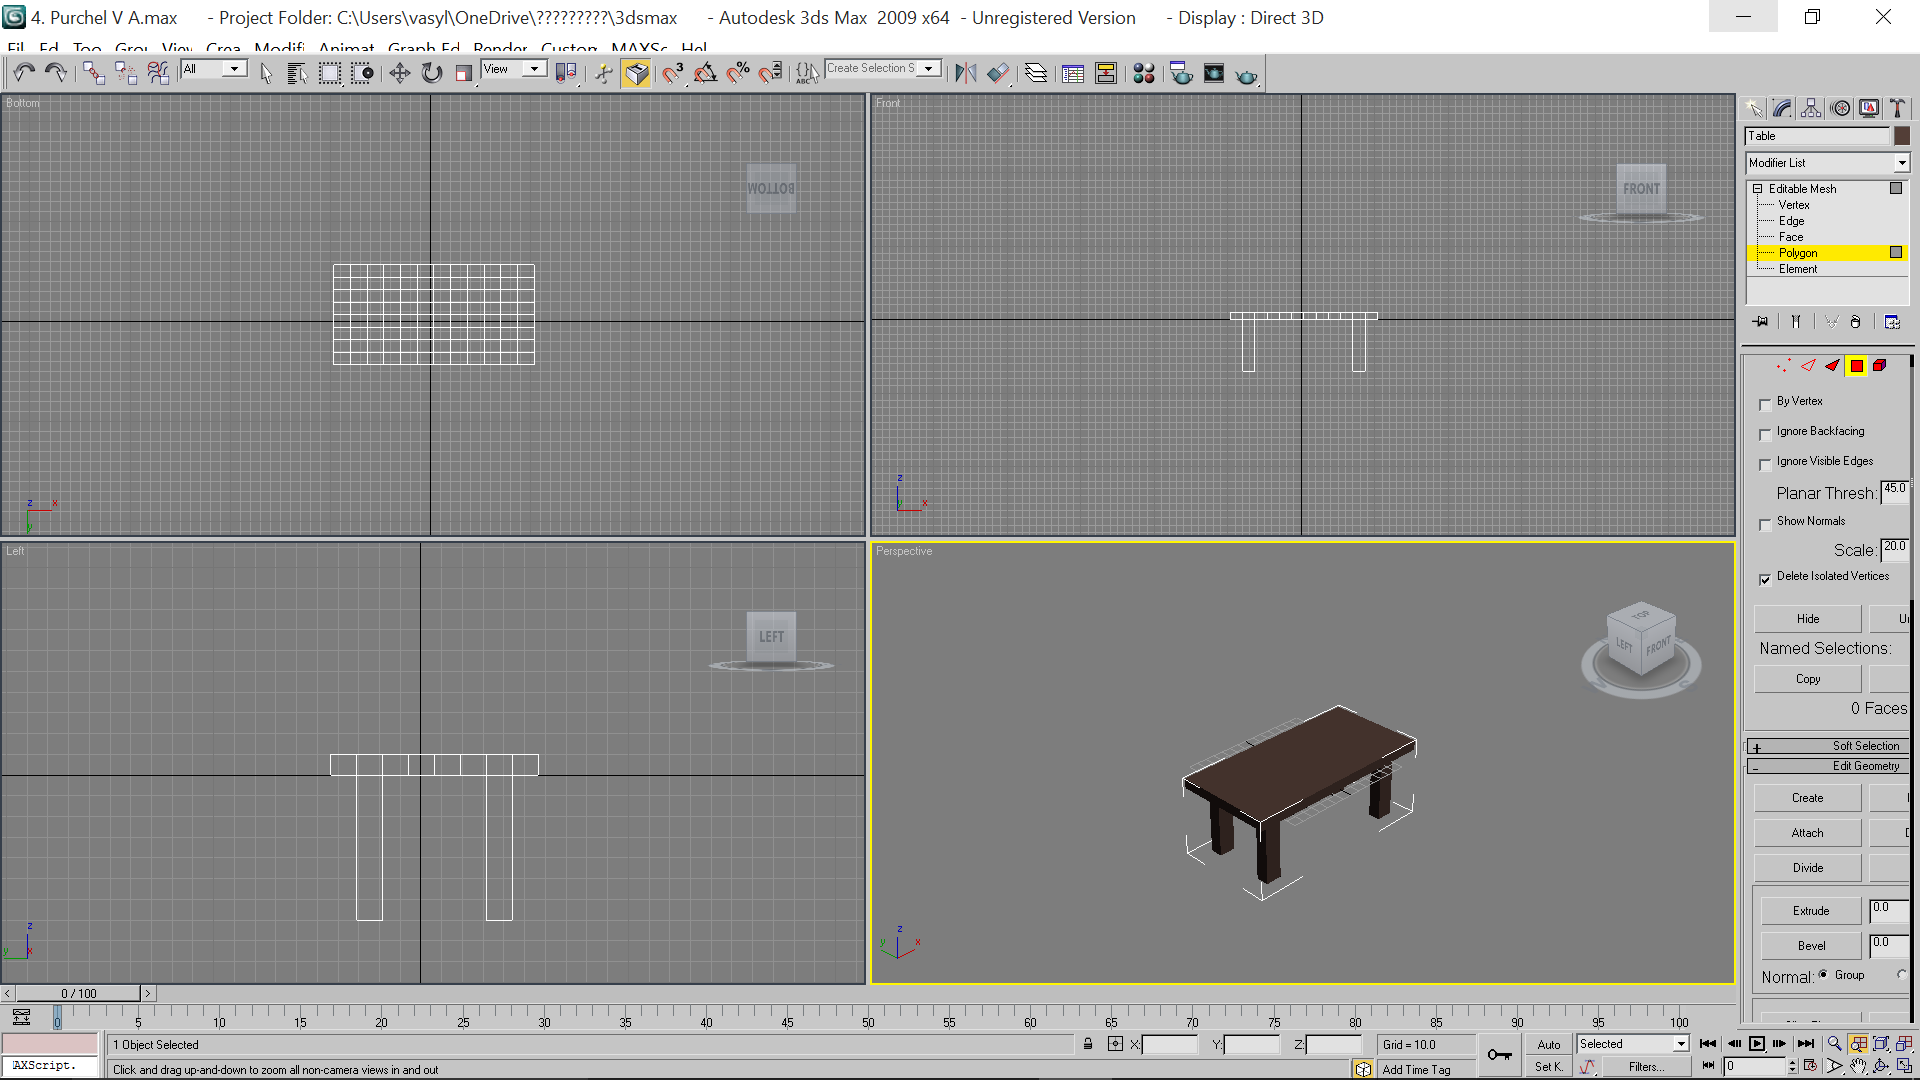 4. Purchel V A.max - Project Folder: C:\Users\vasyl\OneDrive\?????????\3dsmax - Autodesk 3ds Max 2009 x64 - Unregistered Version - Display : Direct 3D
Fil Ed Too Grou View Crea Modifi Animat Graph Ed Render Custom MAXSc Hel
All View Create Selection S
Bottom
BOTTOM
z x
y
Front
FRONT
z
y x
Left
LEFT
z
y x
Perspective
TOP
LEFT FRONT
z
y x
Table
Modifier List
Editable Mesh
Vertex
Edge
Face
Polygon
Element
By Vertex
Ignore Backfacing
Ignore Visible Edges
Planar Thresh: 45.0
Show Normals
Scale: 20.0
Delete Isolated Vertices
Hide
Named Selections:
Copy
0 Faces
+ Soft Selection
- Edit Geometry
Create
Attach
Divide
Extrude 0.0
Bevel 0.0
Normal: Group
< 0 / 100 >
0 5 10 15 20 25 30 35 40 45 50 55 60 65 70 75 80 85 90 95 100
1 Object Selected X: Y: Z: Grid = 10.0 Auto Selected
AXScript. Click and drag up-and-down to zoom all non-camera views in and out Add Time Tag Set K. Filters... 0